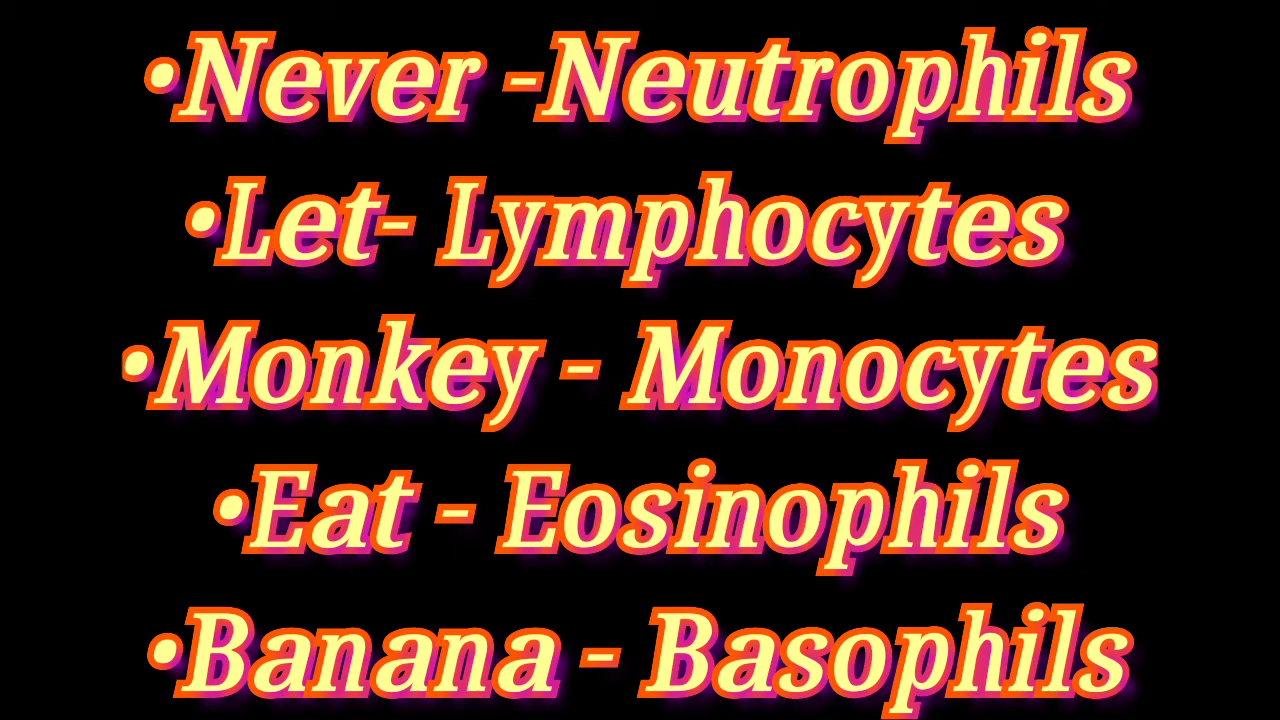 •Never -Neutrophils
•Let- Lymphocytes
•Monkey - Monocytes
•Eat - Eosinophils
•Banana - Basophils